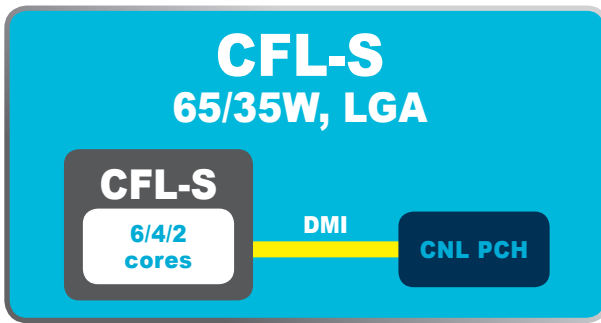 CFL-S
65/35W, LGA
CFL-S
6/4/2
cores
DMI
CNL PCH